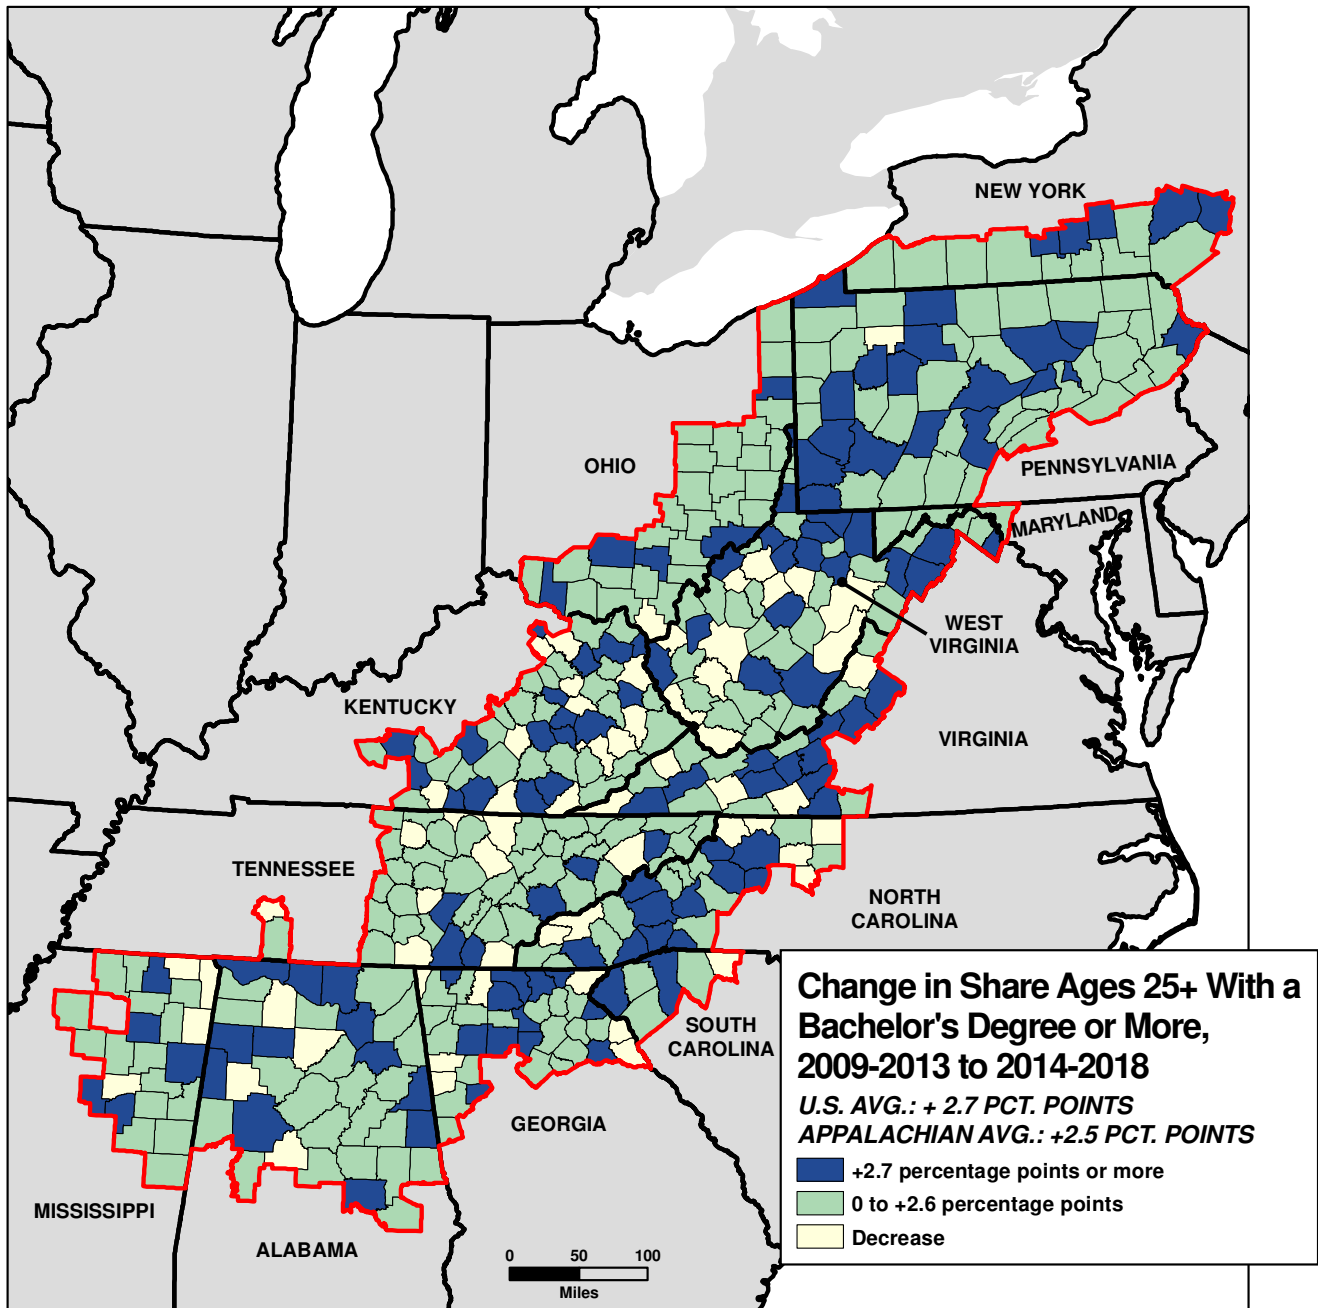 NEW YORK
OHIO
PENNSYLVANIA
MARYLAND
WEST
VIRGINIA
KENTUCKY
VIRGINIA
TENNESSEE
NORTH
CAROLINA
SOUTH
CAROLINA
GEORGIA
MISSISSIPPI
ALABAMA
0 50 100
Miles
Change in Share Ages 25+ With a
Bachelor's Degree or More,
2009-2013 to 2014-2018
U.S. AVG.: + 2.7 PCT. POINTS
APPALACHIAN AVG.: +2.5 PCT. POINTS
+2.7 percentage points or more
0 to +2.6 percentage points
Decrease